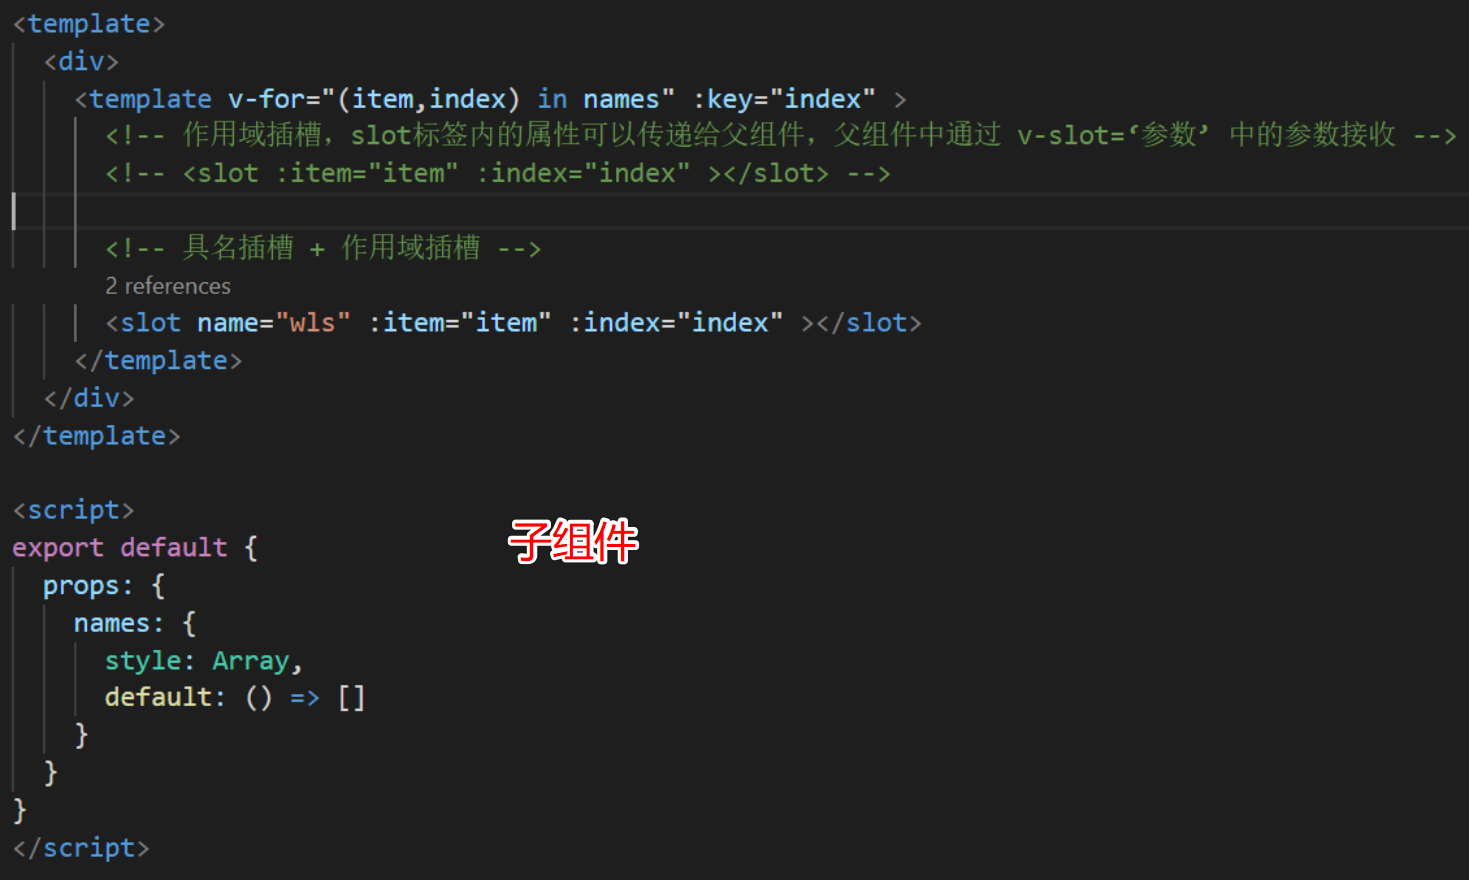 <template>
<div>
<template v-for="(item,index) in names" :key="index" >
<!-- 作用域插槽，slot标签内的属性可以传递给父组件，父组件中通过 v-slot=‘参数’ 中的参数接收 -->
<!-- <slot :item="item" :index="index" ></slot> -->
<!-- 具名插槽 + 作用域插槽 -->
2 references
<slot name="wls" :item="item" :index="index" ></slot>
</template>
</div>
</template>
<script>
export default {
子组件
props: {
names: {
style: Array,
default: () => []
}
}
}
</script>